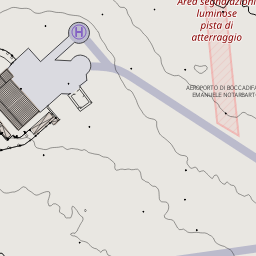 Area segnalazioni
luminose
pista di
atterraggio
H
AEROPORTO DI BOCCADIFA
EMANUELE NOTARBART